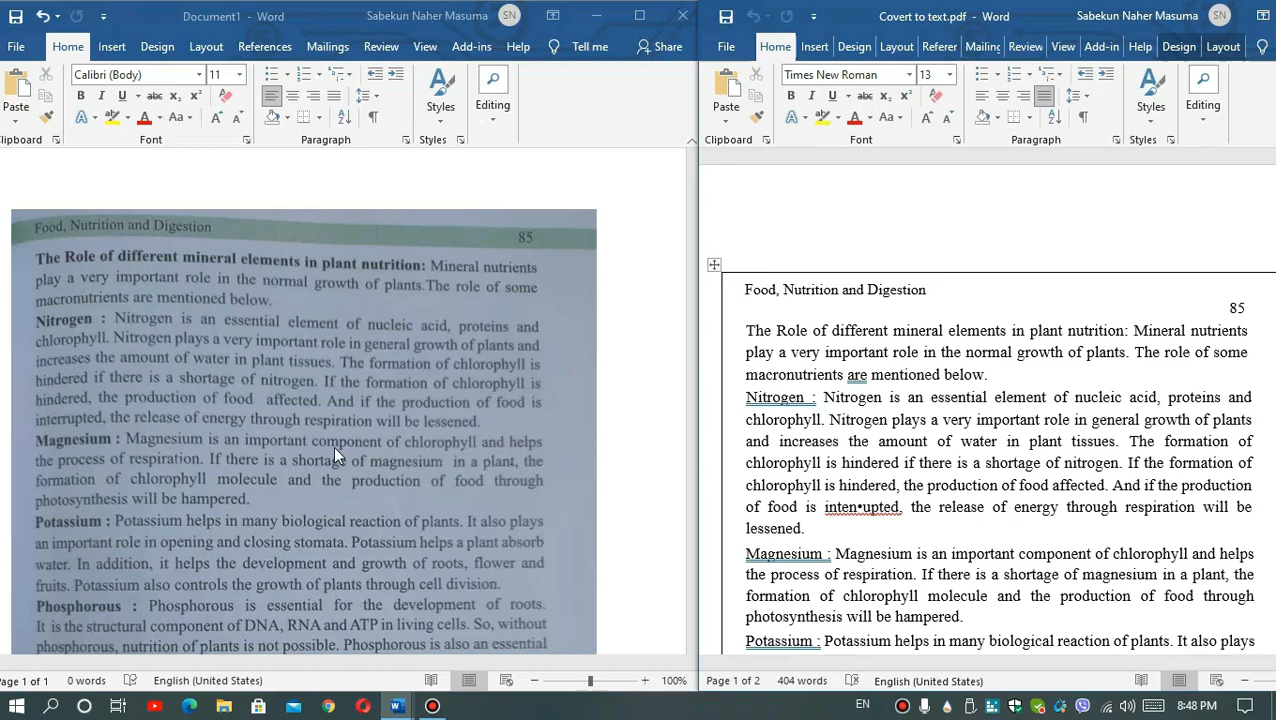 Document1 - Word
Sabekun Naher Masuma
SN
File Home Insert Design Layout References Mailings Review View Add-ins Help Tell me Share
Calibri (Body) 11
Paste
Styles
Editing
Clipboard Font Paragraph Styles
Food, Nutrition and Digestion
85
The Role of different mineral elements in plant nutrition: Mineral nutrients
play a very important role in the normal growth of plants.The role of some
macronutrients are mentioned below.
Nitrogen : Nitrogen is an essential element of nucleic acid, proteins and
chlorophyll. Nitrogen plays a very important role in general growth of plants and
increases the amount of water in plant tissues. The formation of chlorophyll is
hindered if there is a shortage of nitrogen. If the formation of chlorophyll is
hindered, the production of food affected. And if the production of food is
interrupted, the release of energy through respiration will be lessened.
Magnesium : Magnesium is an important component of chlorophyll and helps
the process of respiration. If there is a shortage of magnesium in a plant, the
formation of chlorophyll molecule and the production of food through
photosynthesis will be hampered.
Potassium : Potassium helps in many biological reaction of plants. It also plays
an important role in opening and closing stomata. Potassium helps a plant absorb
water. In addition, it helps the development and growth of roots, flower and
fruits. Potassium also controls the growth of plants through cell division.
Phosphorous : Phosphorous is essential for the development of roots.
It is the structural component of DNA, RNA and ATP in living cells. So, without
phosphorous, nutrition of plants is not possible. Phosphorous is also an essential
Page 1 of 1 0 words English (United States) 100%
Covert to text.pdf - Word
Sabekun Naher Masuma
SN
File Home Insert Design Layout Referer Mailing Review View Add-in Help Design Layout
Times New Roman 13
Paste
Styles
Editing
Clipboard Font Paragraph Styles
Food, Nutrition and Digestion
85
The Role of different mineral elements in plant nutrition: Mineral nutrients
play a very important role in the normal growth of plants. The role of some
macronutrients are mentioned below.
Nitrogen : Nitrogen is an essential element of nucleic acid, proteins and
chlorophyll. Nitrogen plays a very important role in general growth of plants
and increases the amount of water in plant tissues. The formation of
chlorophyll is hindered if there is a shortage of nitrogen. If the formation of
chlorophyll is hindered, the production of food affected. And if the production
of food is inten•upted, the release of energy through respiration will be
lessened.
Magnesium : Magnesium is an important component of chlorophyll and helps
the process of respiration. If there is a shortage of magnesium in a plant, the
formation of chlorophyll molecule and the production of food through
photosynthesis will be hampered.
Potassium : Potassium helps in many biological reaction of plants. It also plays
Page 1 of 2 404 words English (United States)
EN 8:48 PM